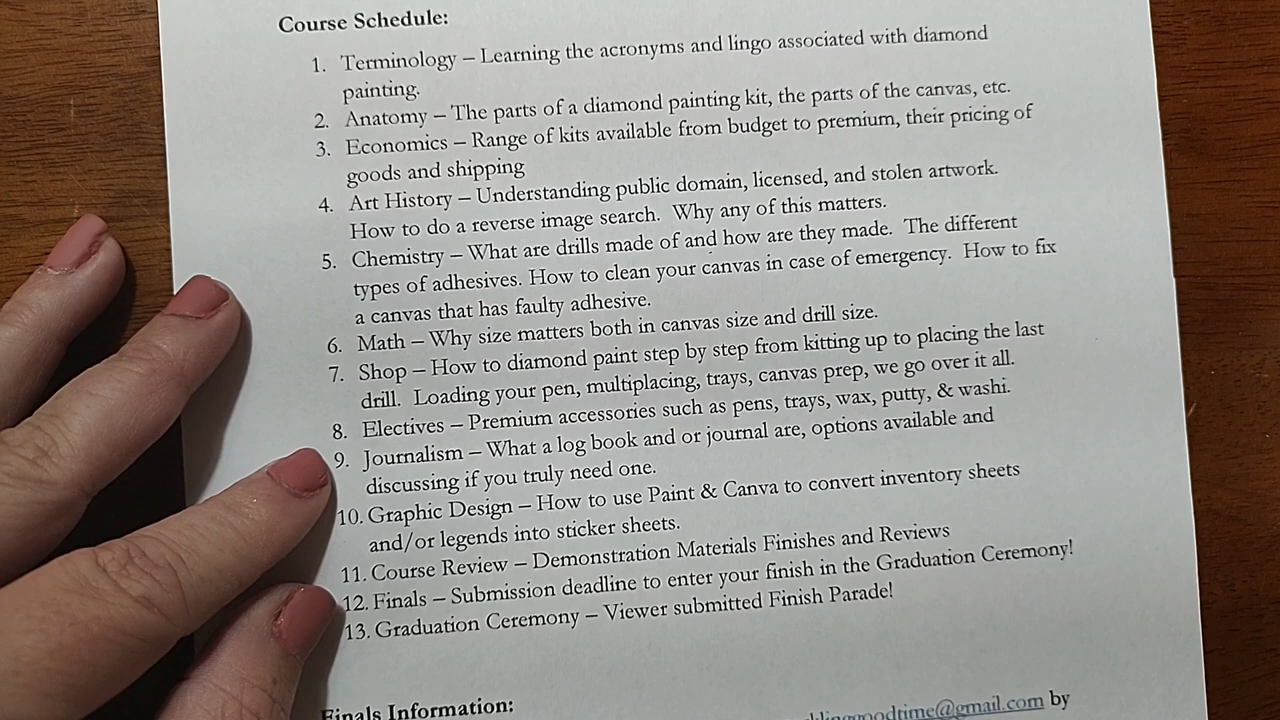 Course Schedule:
1. Terminology – Learning the acronyms and lingo associated with diamond
painting.
2. Anatomy – The parts of a diamond painting kit, the parts of the canvas, etc.
3. Economics – Range of kits available from budget to premium, their pricing of
goods and shipping
4. Art History – Understanding public domain, licensed, and stolen artwork.
How to do a reverse image search.  Why any of this matters.
5. Chemistry – What are drills made of and how are they made.  The different
types of adhesives. How to clean your canvas in case of emergency.  How to fix
a canvas that has faulty adhesive.
6. Math – Why size matters both in canvas size and drill size.
7. Shop – How to diamond paint step by step from kitting up to placing the last
drill.  Loading your pen, multiplacing, trays, canvas prep, we go over it all.
8. Electives – Premium accessories such as pens, trays, wax, putty, & washi.
9. Journalism – What a log book and or journal are, options available and
discussing if you truly need one.
10. Graphic Design – How to use Paint & Canva to convert inventory sheets
and/or legends into sticker sheets.
11. Course Review – Demonstration Materials Finishes and Reviews
12. Finals – Submission deadline to enter your finish in the Graduation Ceremony!
13. Graduation Ceremony – Viewer submitted Finish Parade!
Finals Information:
by